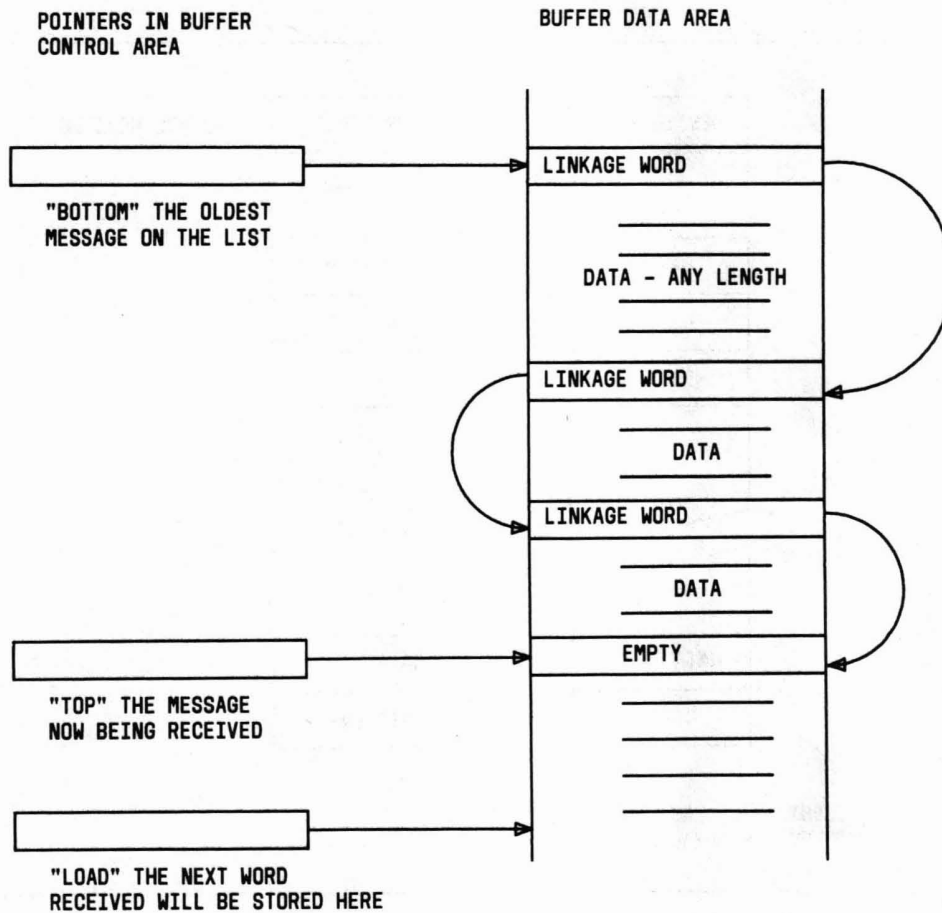 POINTERS IN BUFFER
CONTROL AREA
BUFFER DATA AREA
LINKAGE WORD
"BOTTOM" THE OLDEST
MESSAGE ON THE LIST
DATA - ANY LENGTH
LINKAGE WORD
DATA
LINKAGE WORD
DATA
EMPTY
"TOP" THE MESSAGE
NOW BEING RECEIVED
"LOAD" THE NEXT WORD
RECEIVED WILL BE STORED HERE